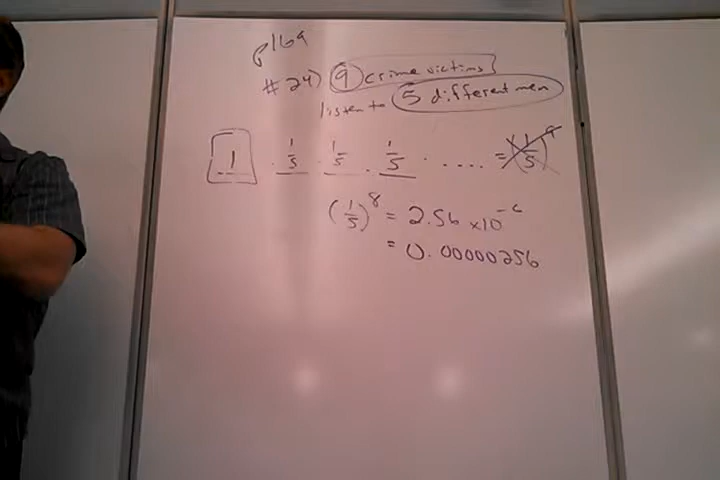 p169
#24) 9 crime victims
listen to 5 different men
1 · 1/5 · 1/5 · 1/5 · .... = (1/5)^9
(1/5)^8 = 2.56 x10^-6
= 0.00000256